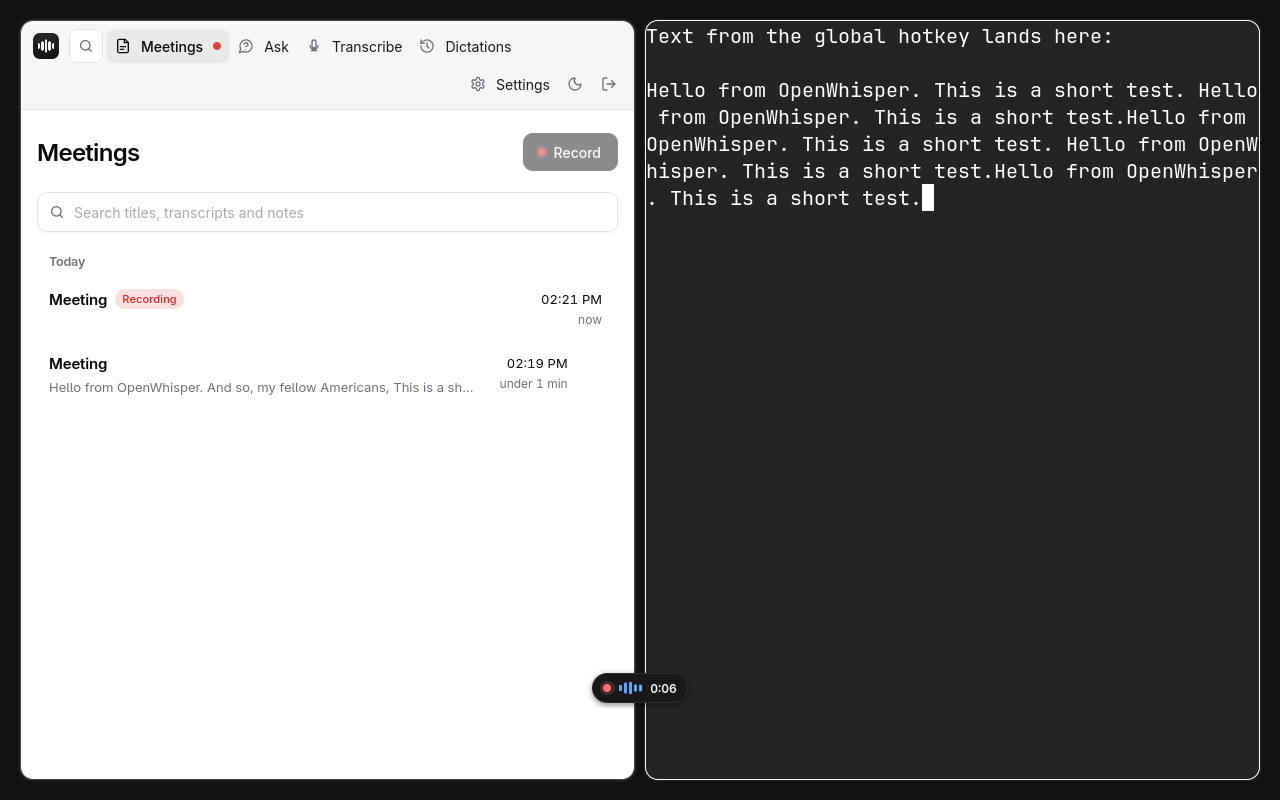 Meetings
Ask
Transcribe
Dictations
Settings
Meetings
Record
Search titles, transcripts and notes
Today
Meeting Recording 02:21 PM
now
Meeting 02:19 PM
Hello from OpenWhisper. And so, my fellow Americans, This is a sh... under 1 min
Text from the global hotkey lands here:
Hello from OpenWhisper. This is a short test. Hello
from OpenWhisper. This is a short test.Hello from
OpenWhisper. This is a short test. Hello from OpenW
hisper. This is a short test.Hello from OpenWhisper
. This is a short test.
0:06